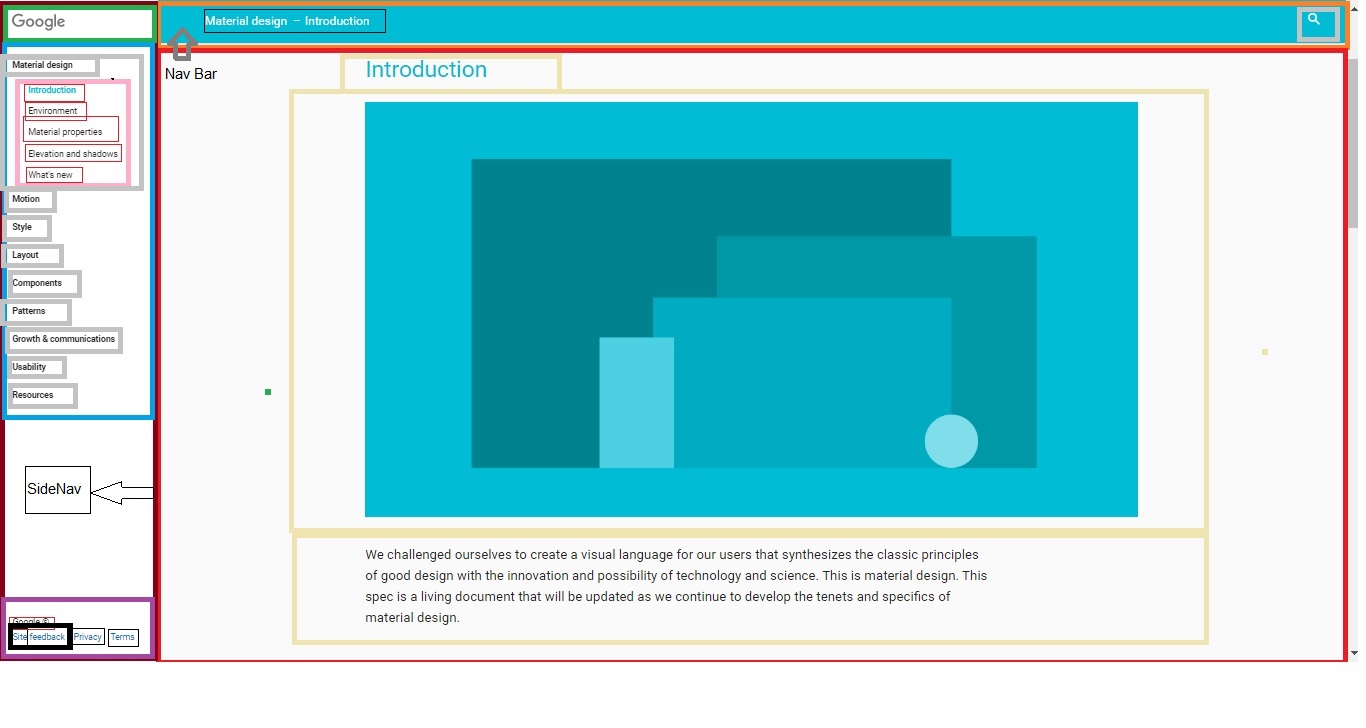 Google
Material design – Introduction
Material design
Introduction
Environment
Material properties
Elevation and shadows
What's new
Motion
Style
Layout
Components
Patterns
Growth & communications
Usability
Resources
SideNav
Google ©
Site feedback
Privacy
Terms
Nav Bar
Introduction
We challenged ourselves to create a visual language for our users that synthesizes the classic principles
of good design with the innovation and possibility of technology and science. This is material design. This
spec is a living document that will be updated as we continue to develop the tenets and specifics of
material design.